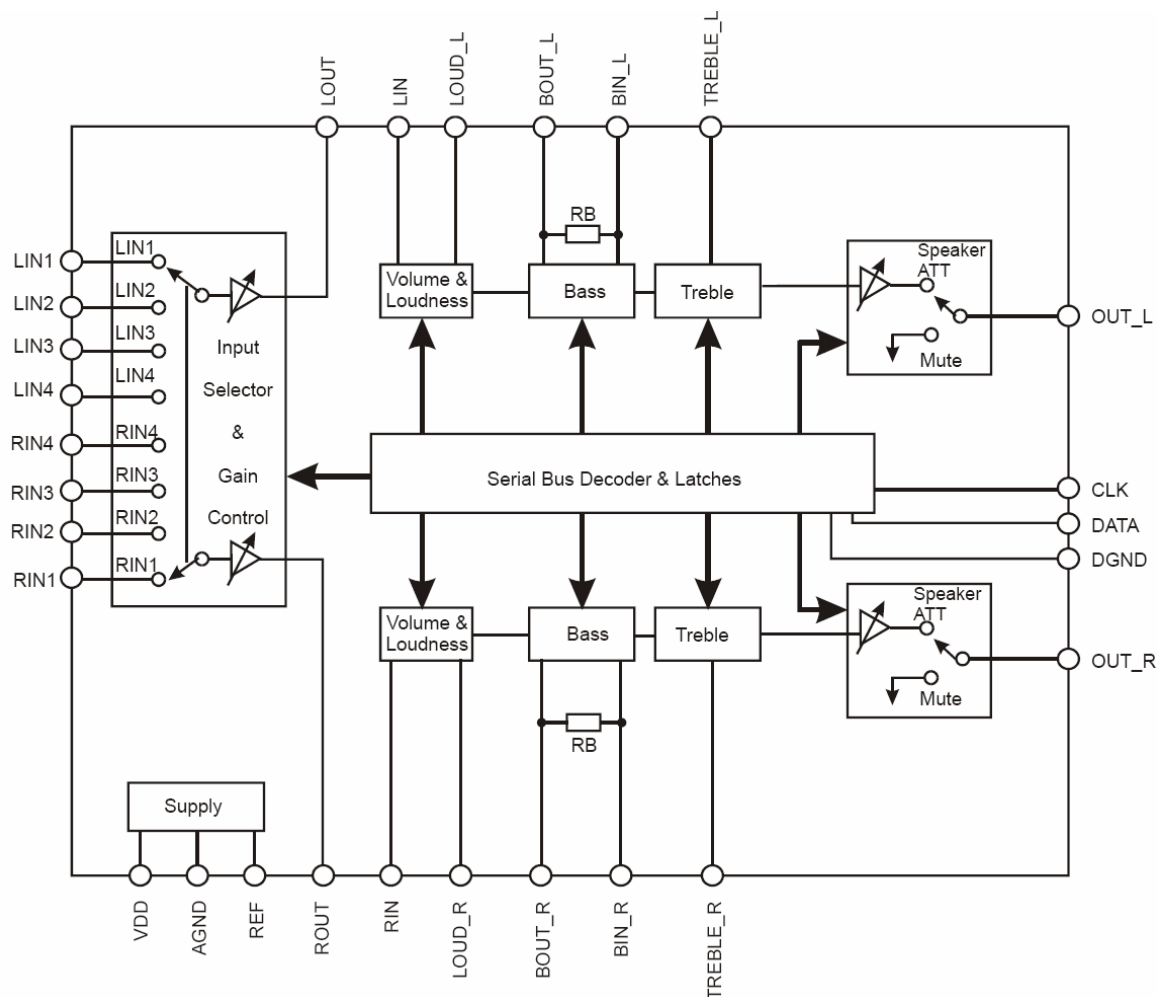 LOUT
LIN
LOUD_L
BOUT_L
BIN_L
TREBLE_L
RB
LIN1
LIN1
LIN2
LIN2
LIN3
LIN3
LIN4
LIN4
RIN4
RIN4
RIN3
RIN3
RIN2
RIN2
RIN1
RIN1
Input
Selector
&
Gain
Control
Volume &
Loudness
Bass
Treble
Speaker
ATT
Mute
OUT_L
Serial Bus Decoder & Latches
CLK
DATA
DGND
Volume &
Loudness
Bass
Treble
Speaker
ATT
Mute
OUT_R
RB
Supply
VDD
AGND
REF
ROUT
RIN
LOUD_R
BOUT_R
BIN_R
TREBLE_R